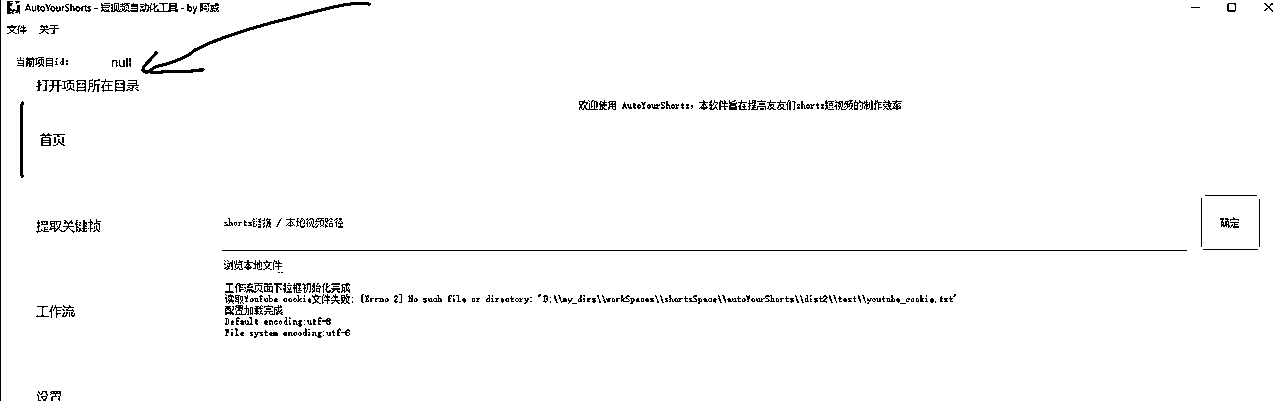 AutoYourShorts - 短视频自动化工具 - by 阿威
文件 关于
当前项目id: null
打开项目所在目录
欢迎使用 AutoYourShorts，本软件旨在提高友友们shorts短视频的制作效率
首页
提取关键帧
shorts链接 / 本地视频路径
确定
浏览本地文件
工作流页面下拉框初始化完成
读取Youtube cookie文件失败: [Errno 2] No such file or directory: 'D:\\my_dirs\\workSpaces\\shortsSpace\\autoYourShorts\\dist2\\test\\youtube_cookie.txt'
配置加载完成
Default encoding:utf-8
File system encoding:utf-8
工作流
设置